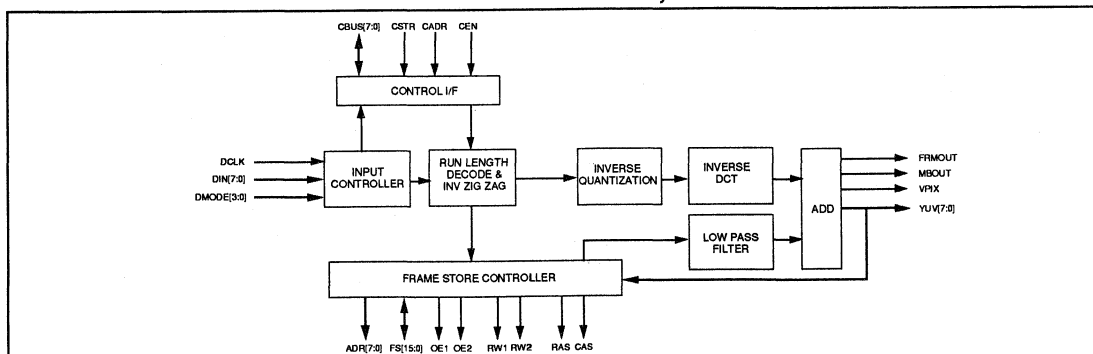 CBUS[7:0] CSTR CADR CEN
CONTROL I/F
DCLK
DIN[7:0]
DMODE[3:0]
INPUT
CONTROLLER
RUN LENGTH
DECODE &
INV ZIG ZAG
INVERSE
QUANTIZATION
INVERSE
DCT
ADD
FRMOUT
MBOUT
VPIX
YUV[7:0]
LOW PASS
FILTER
FRAME STORE CONTROLLER
ADR[7:0] FS[15:0] OE1 OE2 RW1 RW2 RAS CAS